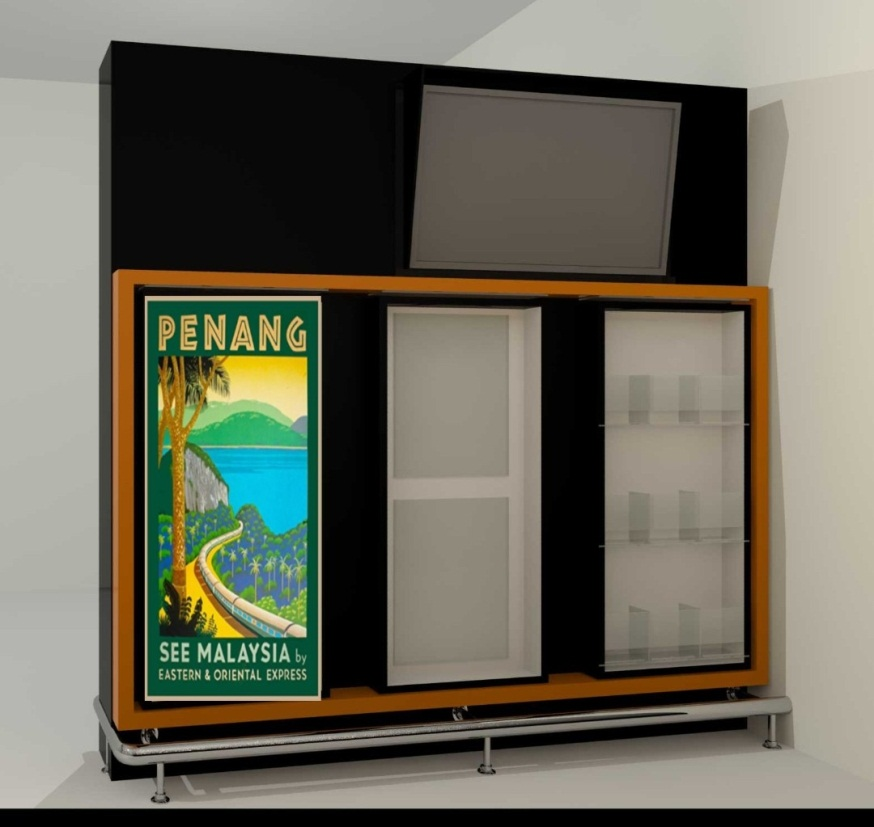 PENANG
SEE MALAYSIA by
EASTERN & ORIENTAL EXPRESS